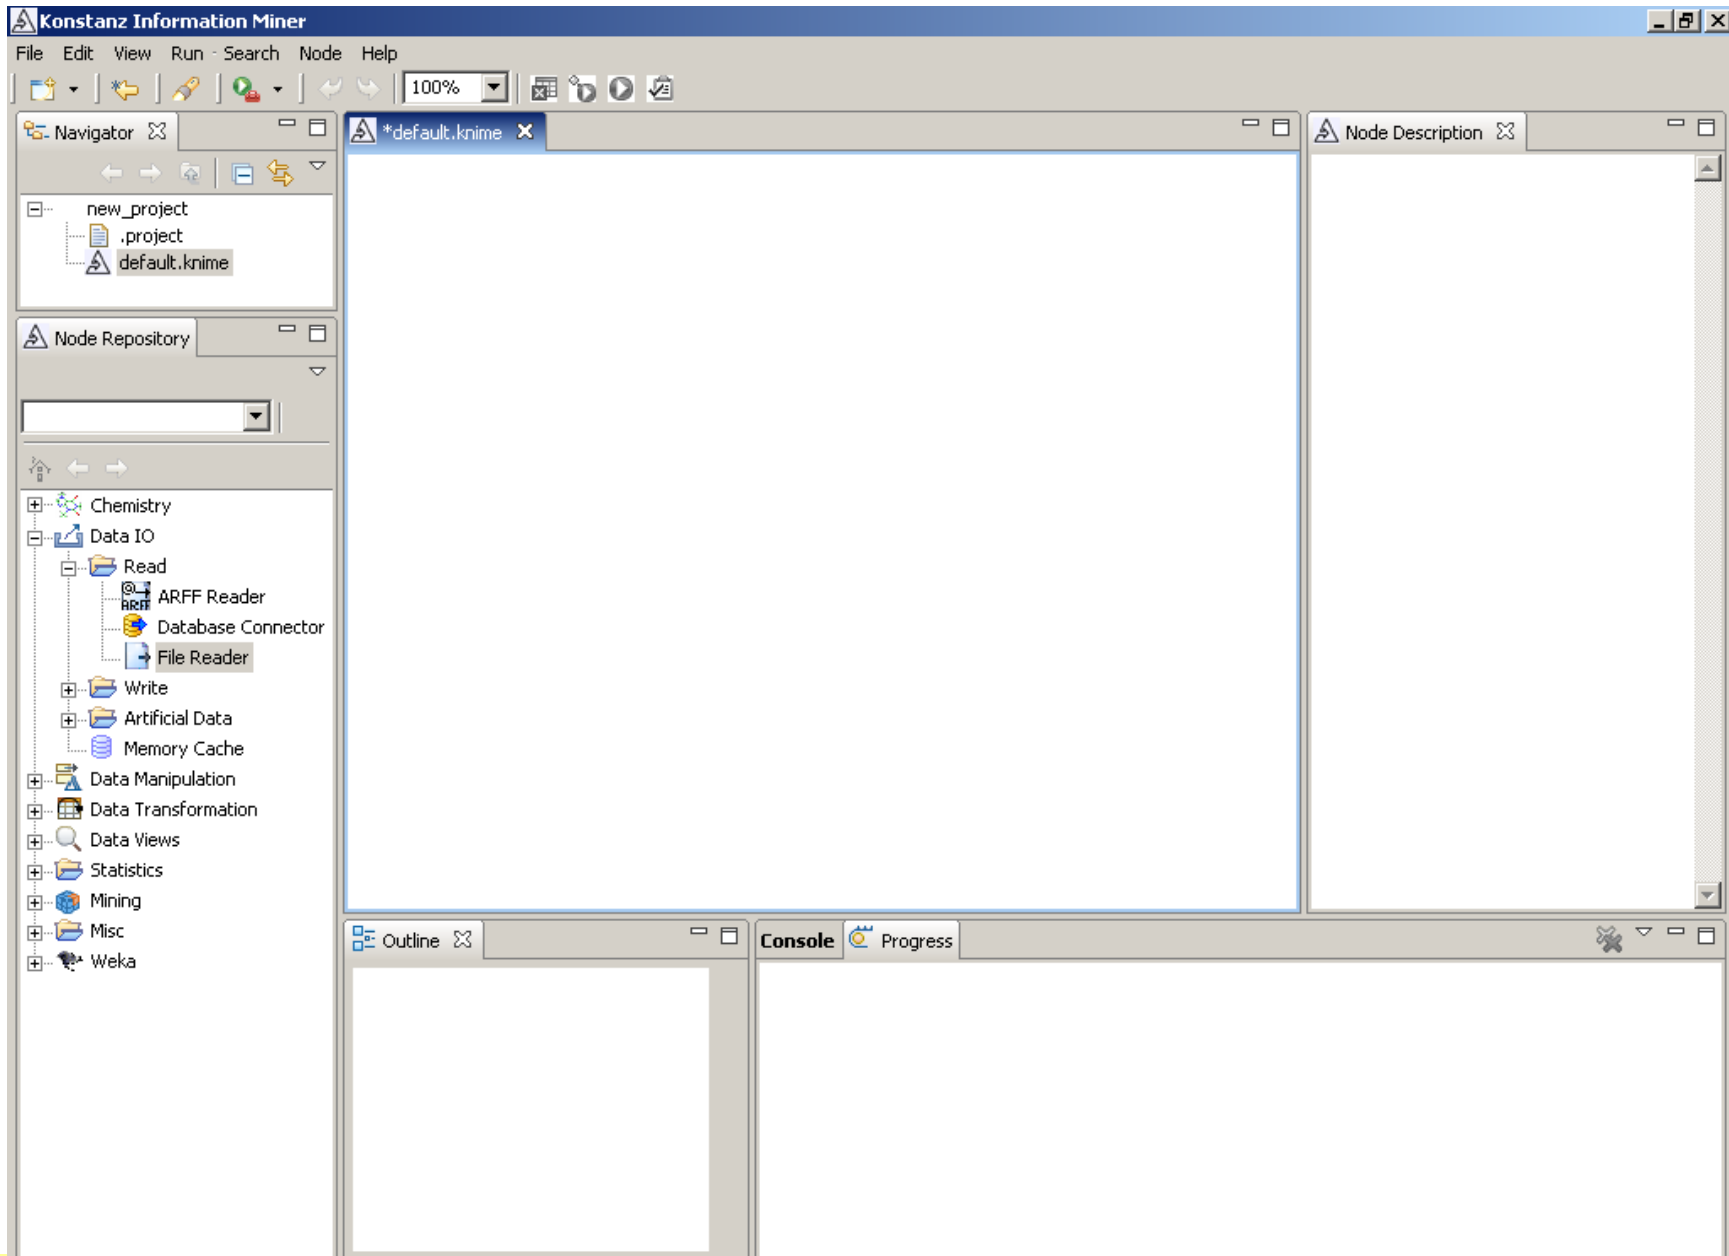 Konstanz Information Miner
File Edit View Run Search Node Help
100%
Navigator
new_project
.project
default.knime
Node Repository
Chemistry
Data IO
Read
ARFF Reader
Database Connector
File Reader
Write
Artificial Data
Memory Cache
Data Manipulation
Data Transformation
Data Views
Statistics
Mining
Misc
Weka
*default.knime
Node Description
Outline
Console Progress